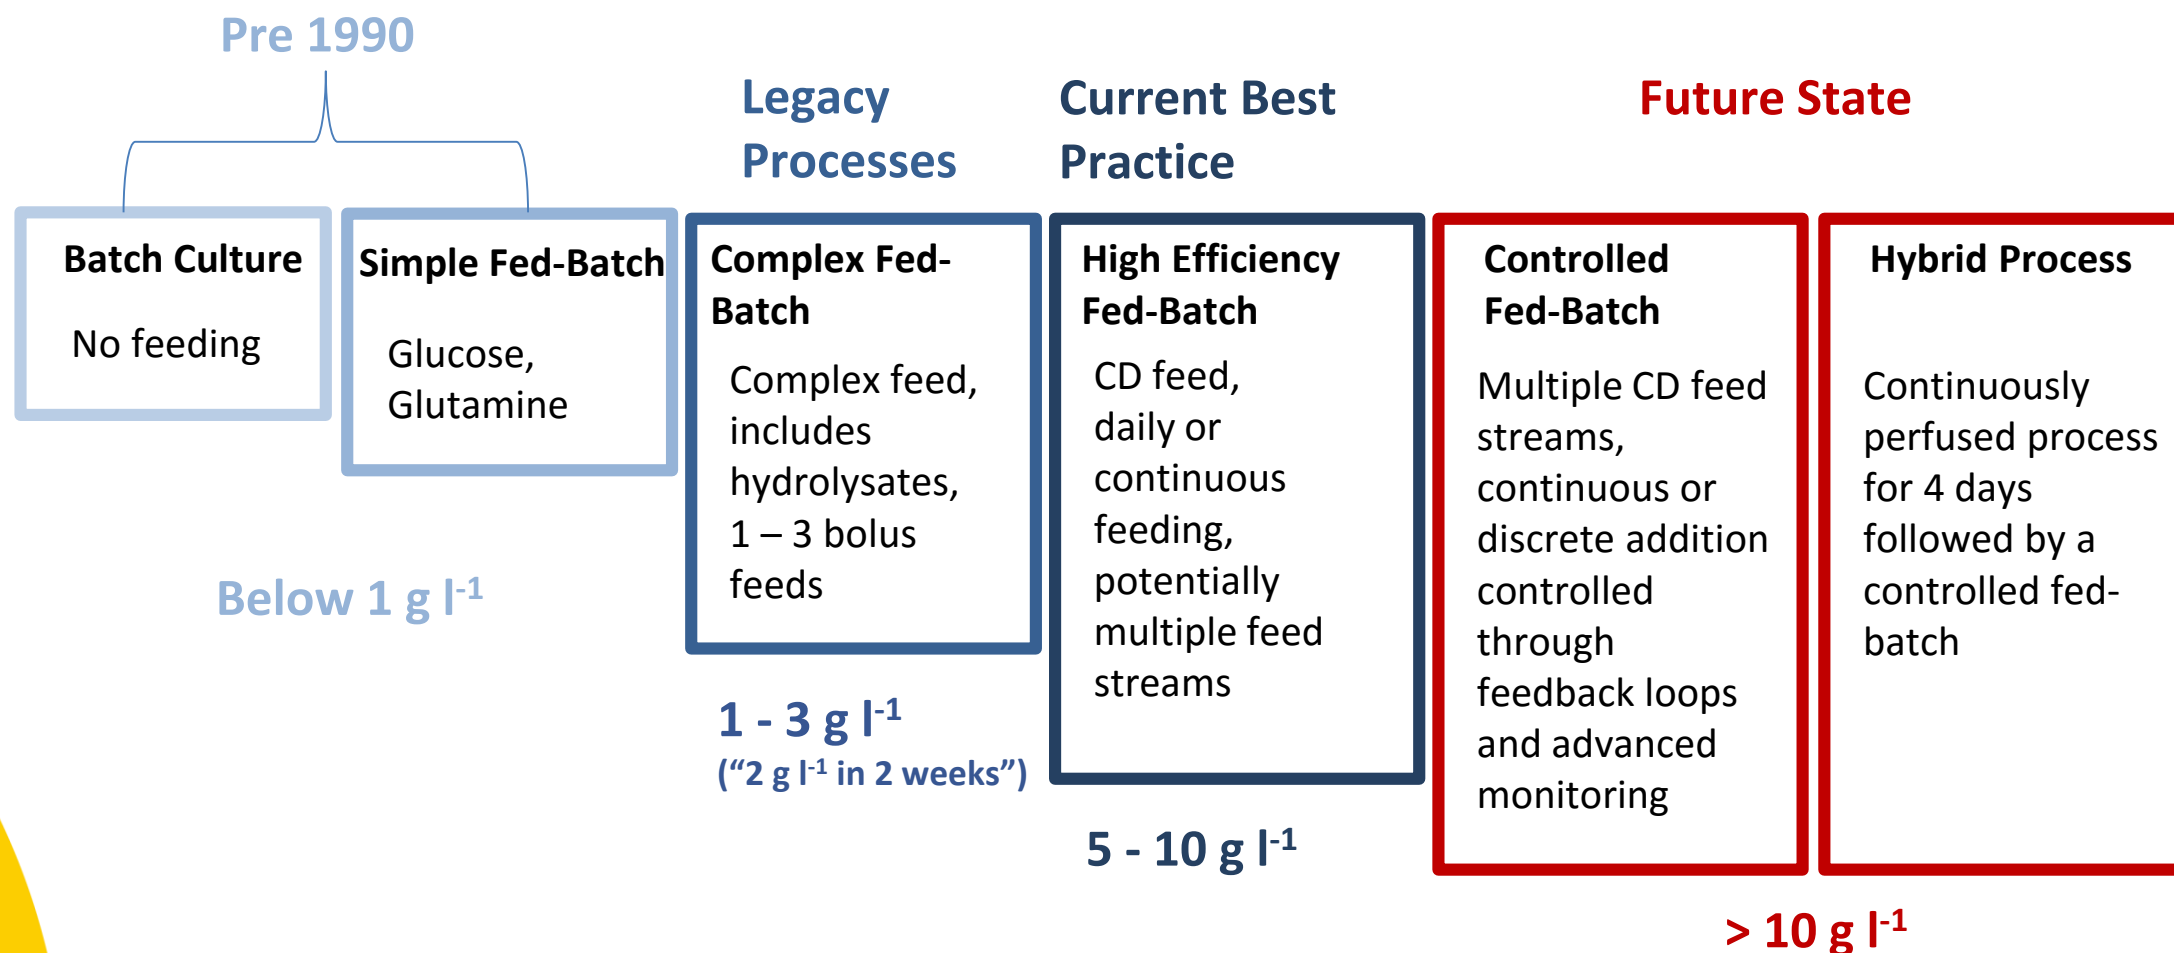 Pre 1990
Legacy
Processes
Current Best
Practice
Future State
Batch Culture
No feeding
Simple Fed-Batch
Glucose,
Glutamine
Below 1 g l⁻¹
Complex Fed-
Batch
Complex feed,
includes
hydrolysates,
1 – 3 bolus
feeds
1 - 3 g l⁻¹
(“2 g l⁻¹ in 2 weeks”)
High Efficiency
Fed-Batch
CD feed,
daily or
continuous
feeding,
potentially
multiple feed
streams
5 - 10 g l⁻¹
Controlled
Fed-Batch
Multiple CD feed
streams,
continuous or
discrete addition
controlled
through
feedback loops
and advanced
monitoring
Hybrid Process
Continuously
perfused process
for 4 days
followed by a
controlled fed-
batch
> 10 g l⁻¹